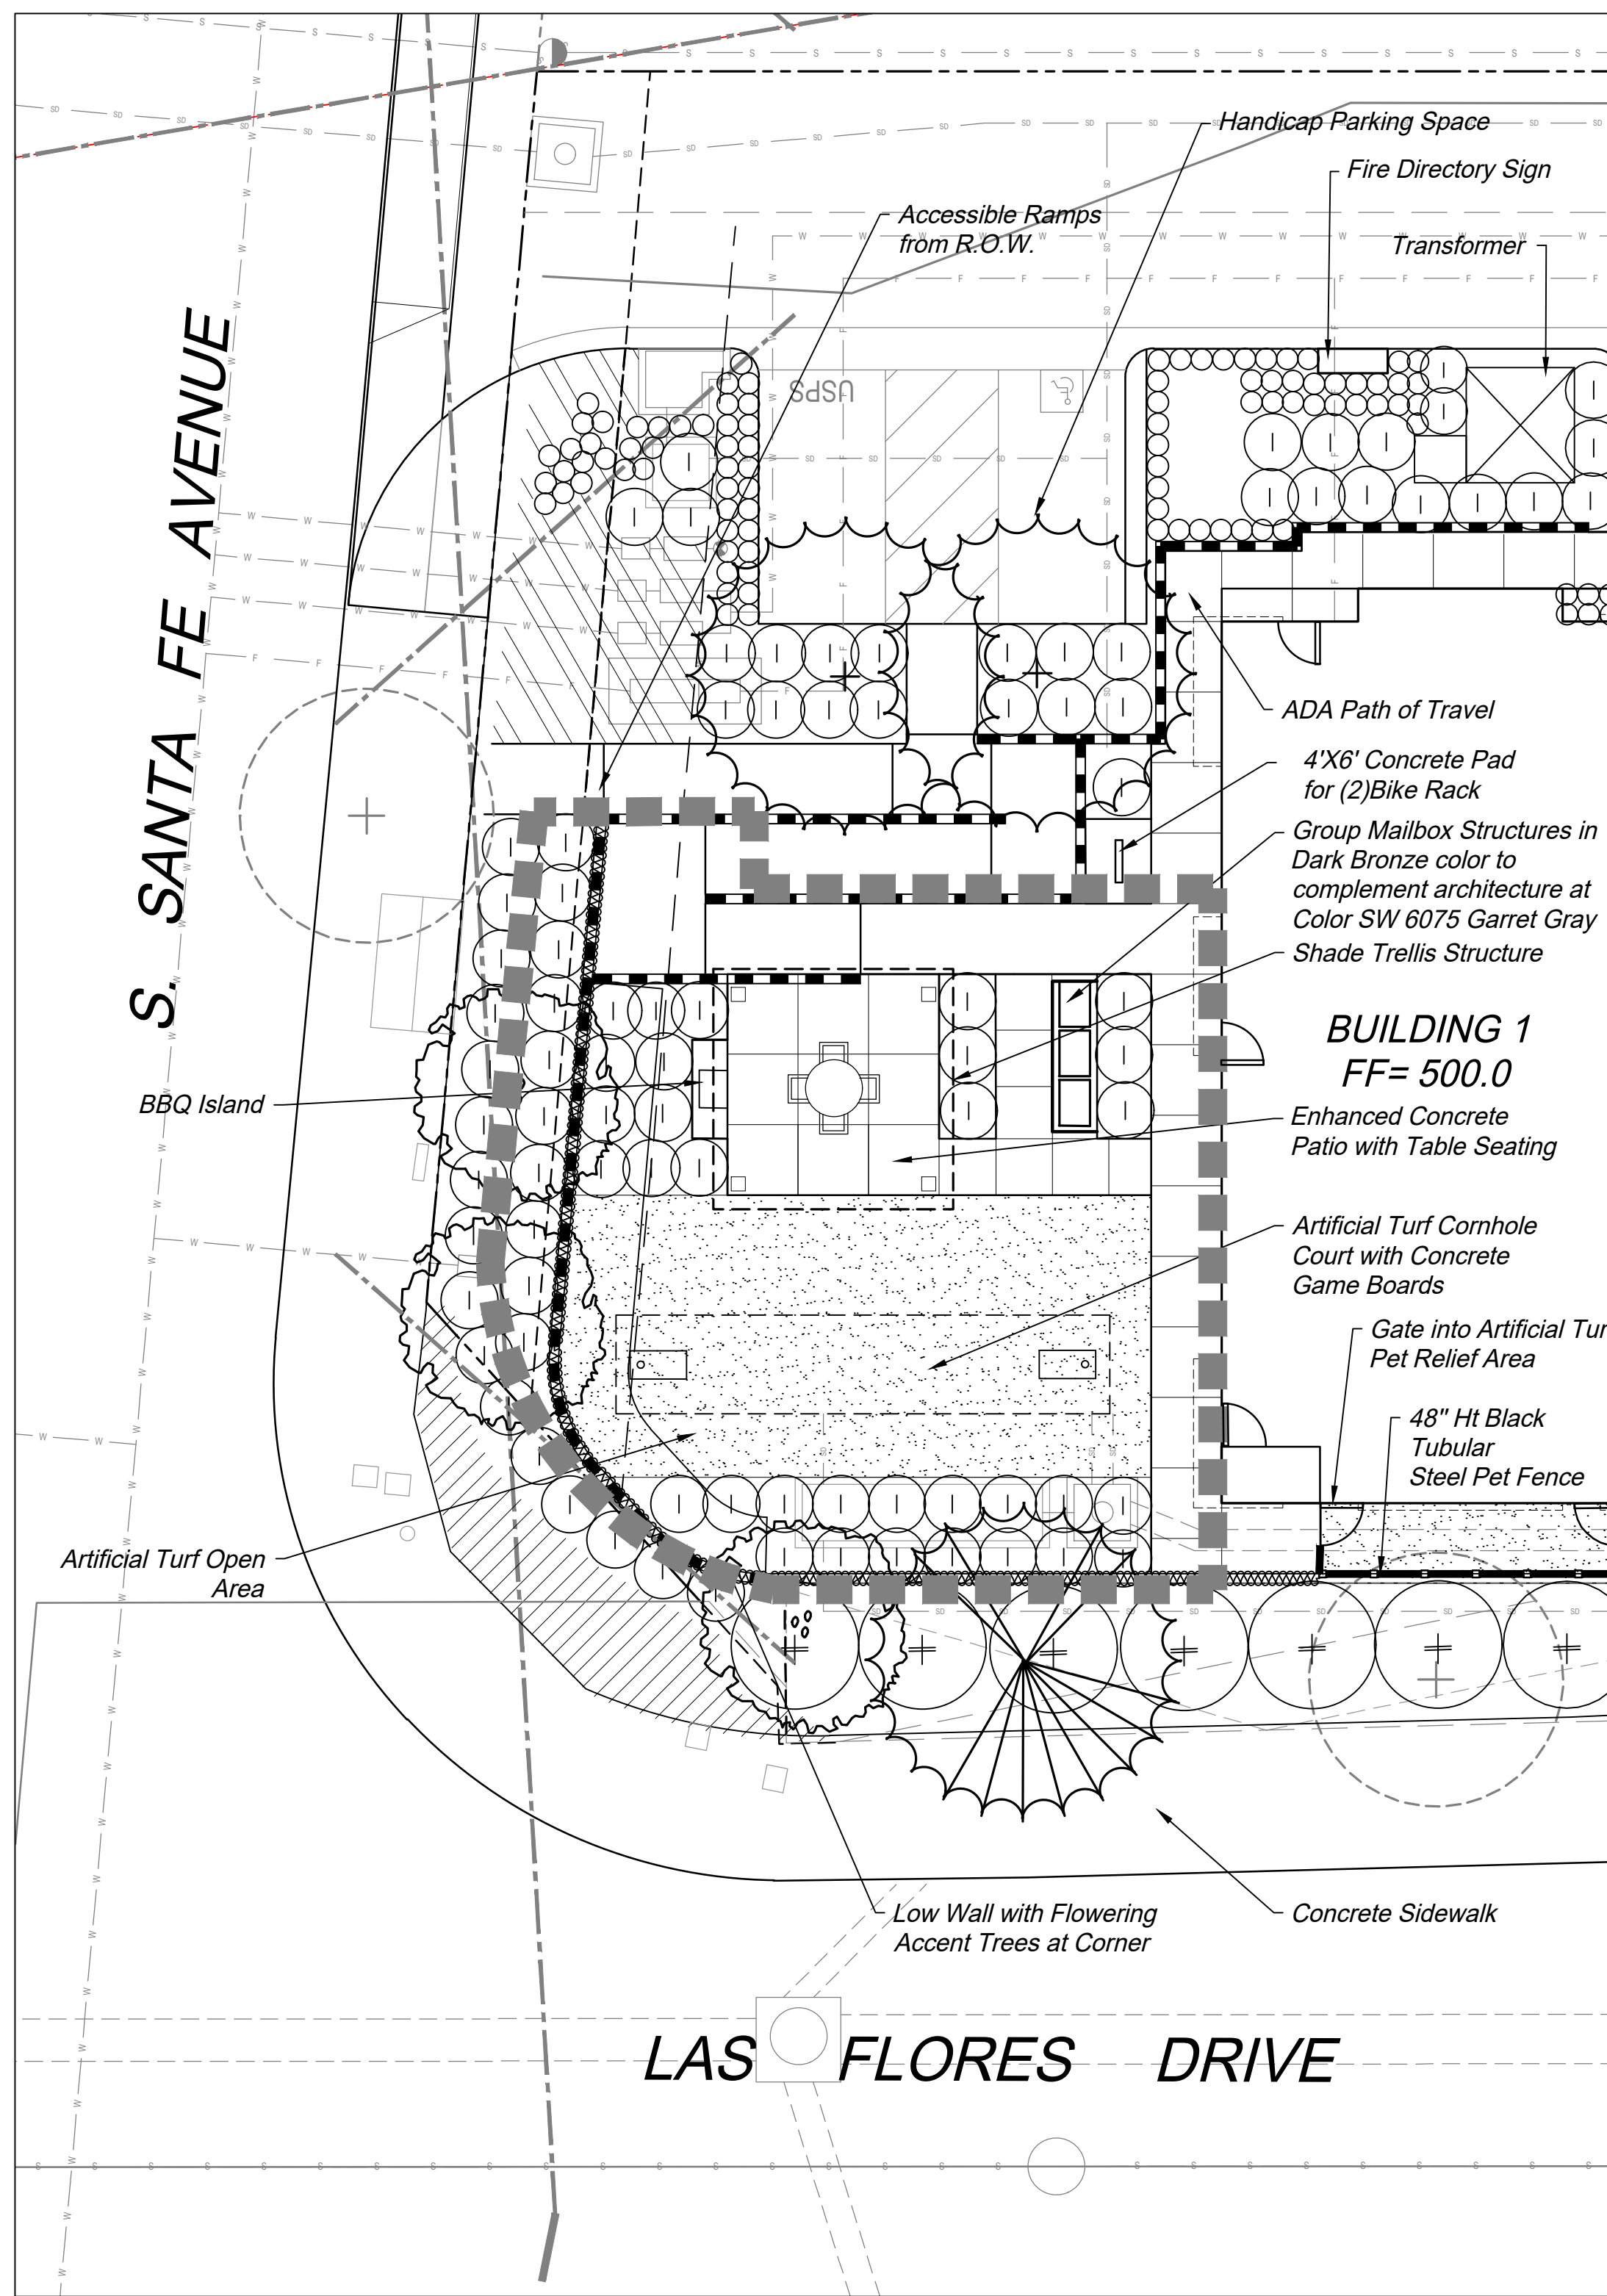 Handicap Parking Space
Fire Directory Sign
Accessible Ramps
from R.O.W.
Transformer
USPS
S. SANTA FE AVENUE
ADA Path of Travel
4'X6' Concrete Pad
for (2)Bike Rack
Group Mailbox Structures in
Dark Bronze color to
complement architecture at
Color SW 6075 Garret Gray
Shade Trellis Structure
BUILDING 1
FF= 500.0
BBQ Island
Enhanced Concrete
Patio with Table Seating
Artificial Turf Cornhole
Court with Concrete
Game Boards
Gate into Artificial Tur
Pet Relief Area
48" Ht Black
Tubular
Steel Pet Fence
Artificial Turf Open
Area
Low Wall with Flowering
Accent Trees at Corner
Concrete Sidewalk
LAS FLORES DRIVE